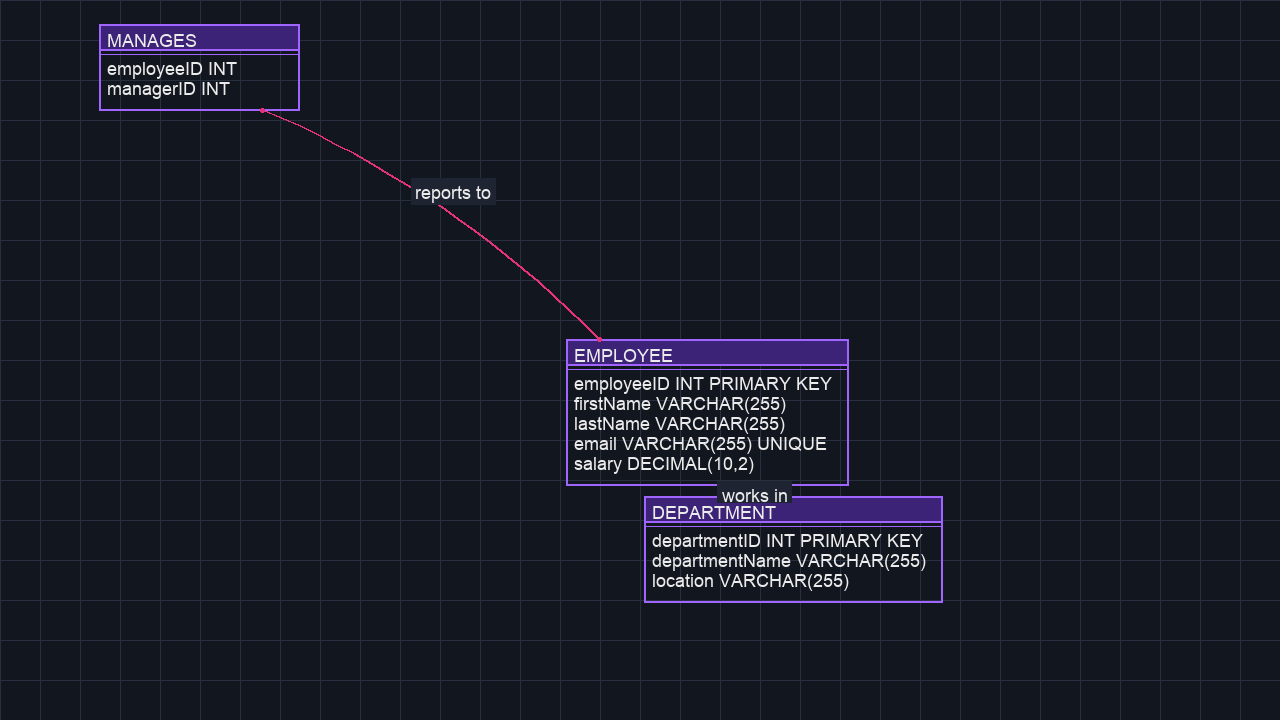 MANAGES
employeeID INT
managerID INT
reports to
EMPLOYEE
employeeID INT PRIMARY KEY
firstName VARCHAR(255)
lastName VARCHAR(255)
email VARCHAR(255) UNIQUE
salary DECIMAL(10,2)
works in
DEPARTMENT
departmentID INT PRIMARY KEY
departmentName VARCHAR(255)
location VARCHAR(255)